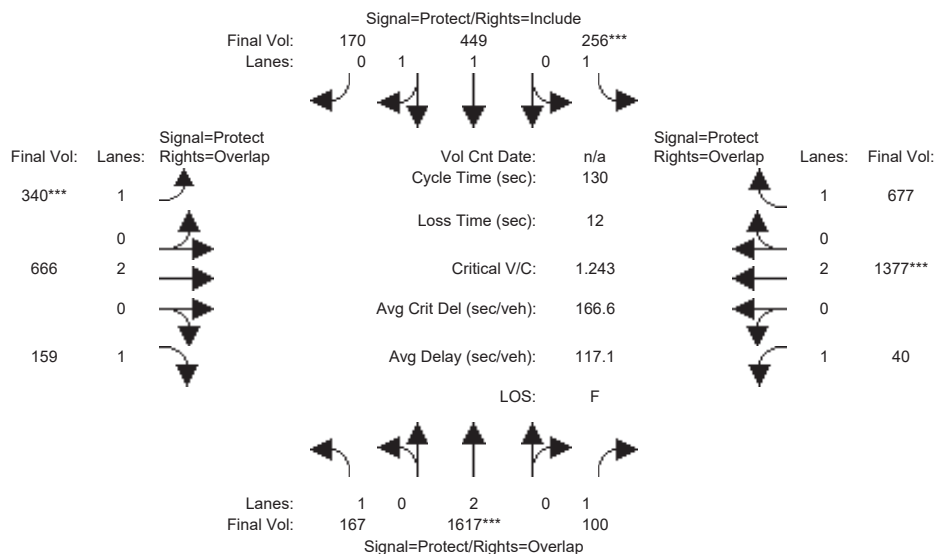 Signal=Protect/Rights=Include
Final Vol: 170 449 256***
Lanes: 0 1 1 0 1
Signal=Protect Signal=Protect
Final Vol: Lanes: Rights=Overlap Vol Cnt Date: n/a Rights=Overlap Lanes: Final Vol:
Cycle Time (sec): 130
340*** 1 1 677
Loss Time (sec): 12
0 0
666 2 Critical V/C: 1.243 2 1377***
0 Avg Crit Del (sec/veh): 166.6 0
159 1 Avg Delay (sec/veh): 117.1 1 40
LOS: F
Lanes: 1 0 2 0 1
Final Vol: 167 1617*** 100
Signal=Protect/Rights=Overlap